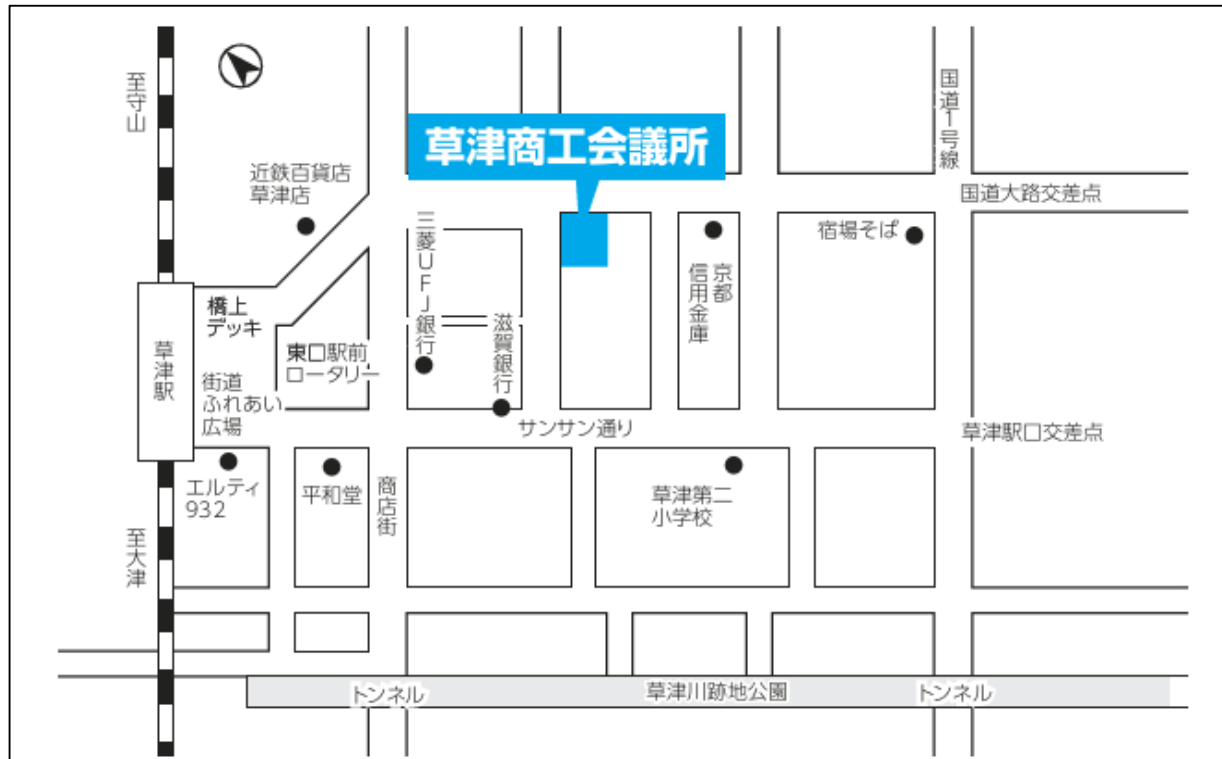 至守山
近鉄百貨店
草津店
草津商工会議所
国道1号線
国道大路交差点
三菱UFJ銀行
滋賀銀行
京都
信用金庫
宿場そば
橋上
デッキ
草津駅
東口駅前
ロータリー
街道
ふれあい
広場
サンサン通り
草津駅口交差点
エルティ
932
平和堂
商店街
草津第二
小学校
至大津
トンネル
草津川跡地公園
トンネル